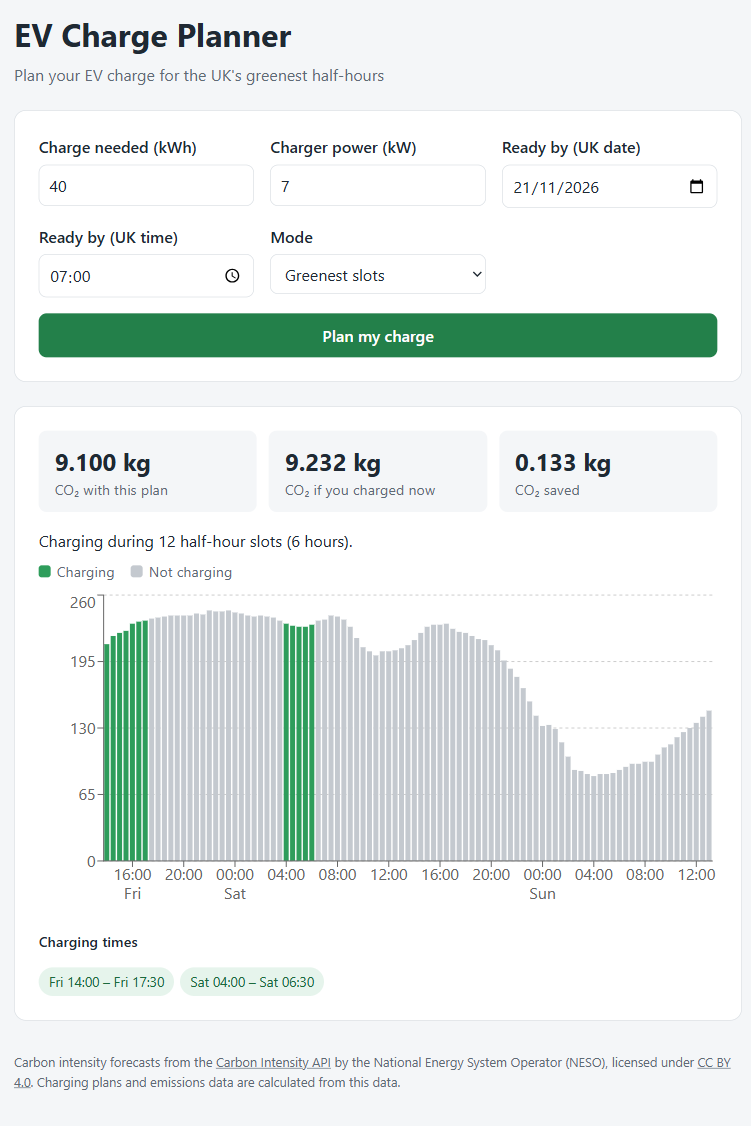 EV Charge Planner
Plan your EV charge for the UK's greenest half-hours
Charge needed (kWh)
Charger power (kW)
Ready by (UK date)
40
7
21/11/2026
Ready by (UK time)
Mode
07:00
Greenest slots
Plan my charge
9.100 kg
9.232 kg
0.133 kg
CO₂ with this plan
CO₂ if you charged now
CO₂ saved
Charging during 12 half-hour slots (6 hours).
Charging
Not charging
260
195
130
65
0
16:00 20:00 00:00 04:00 08:00 12:00 16:00 20:00 00:00 04:00 08:00 12:00
Fri Sat Sun
Charging times
Fri 14:00 – Fri 17:30
Sat 04:00 – Sat 06:30
Carbon intensity forecasts from the Carbon Intensity API by the National Energy System Operator (NESO), licensed under CC BY
4.0. Charging plans and emissions data are calculated from this data.